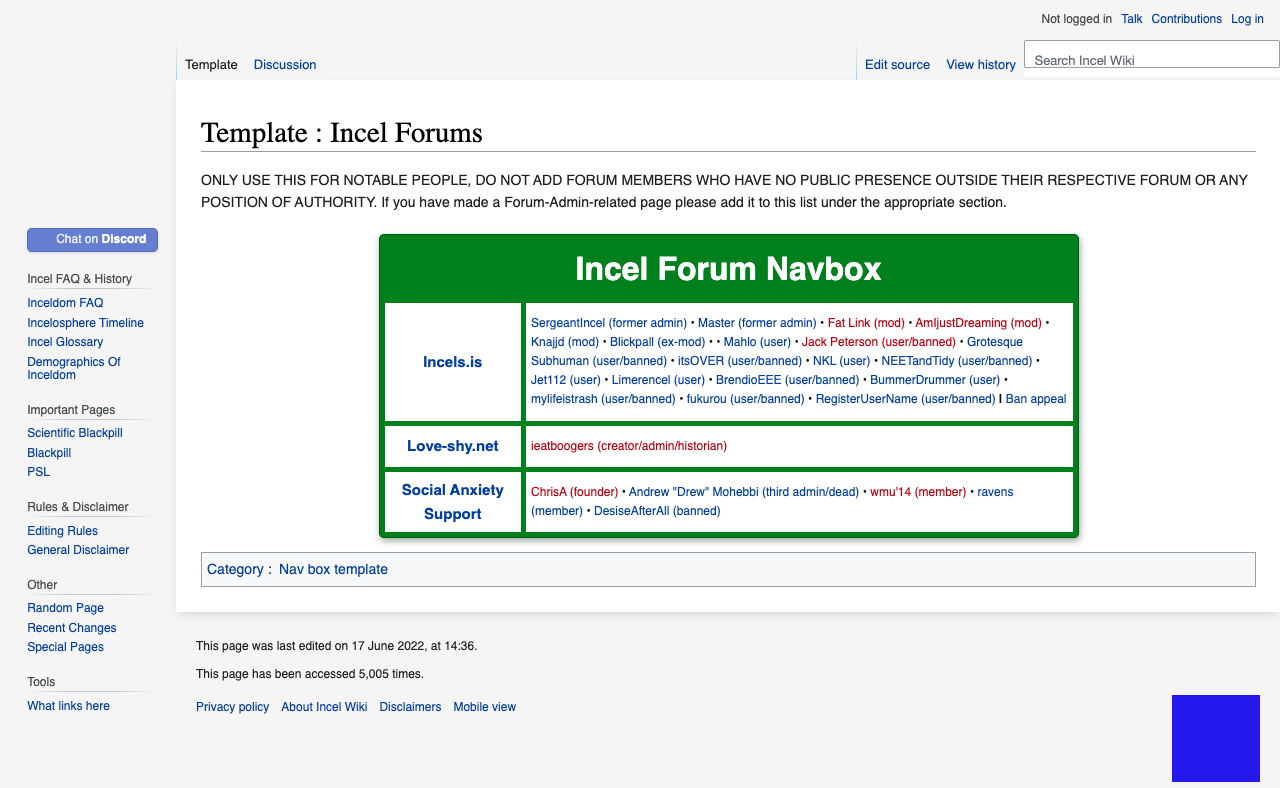 Not logged in Talk Contributions Log in
Template Discussion Edit source View history Search Incel Wiki
Template : Incel Forums
ONLY USE THIS FOR NOTABLE PEOPLE, DO NOT ADD FORUM MEMBERS WHO HAVE NO PUBLIC PRESENCE OUTSIDE THEIR RESPECTIVE FORUM OR ANY
POSITION OF AUTHORITY. If you have made a Forum-Admin-related page please add it to this list under the appropriate section.
Chat on Discord
Incel FAQ & History
Inceldom FAQ
Incelosphere Timeline
Incel Glossary
Demographics Of
Inceldom
Important Pages
Scientific Blackpill
Blackpill
PSL
Rules & Disclaimer
Editing Rules
General Disclaimer
Other
Random Page
Recent Changes
Special Pages
Tools
What links here
Incel Forum Navbox
Incels.is
SergeantIncel (former admin) • Master (former admin) • Fat Link (mod) • AmIjustDreaming (mod) •
Knajjd (mod) • Blickpall (ex-mod) • • Mahlo (user) • Jack Peterson (user/banned) • Grotesque
Subhuman (user/banned) • itsOVER (user/banned) • NKL (user) • NEETandTidy (user/banned) •
Jet112 (user) • Limerencel (user) • BrendioEEE (user/banned) • BummerDrummer (user) •
mylifeistrash (user/banned) • fukurou (user/banned) • RegisterUserName (user/banned) I Ban appeal
Love-shy.net
ieatboogers (creator/admin/historian)
Social Anxiety
Support
ChrisA (founder) • Andrew "Drew" Mohebbi (third admin/dead) • wmu'14 (member) • ravens
(member) • DesiseAfterAll (banned)
Category : Nav box template
This page was last edited on 17 June 2022, at 14:36.
This page has been accessed 5,005 times.
Privacy policy About Incel Wiki Disclaimers Mobile view